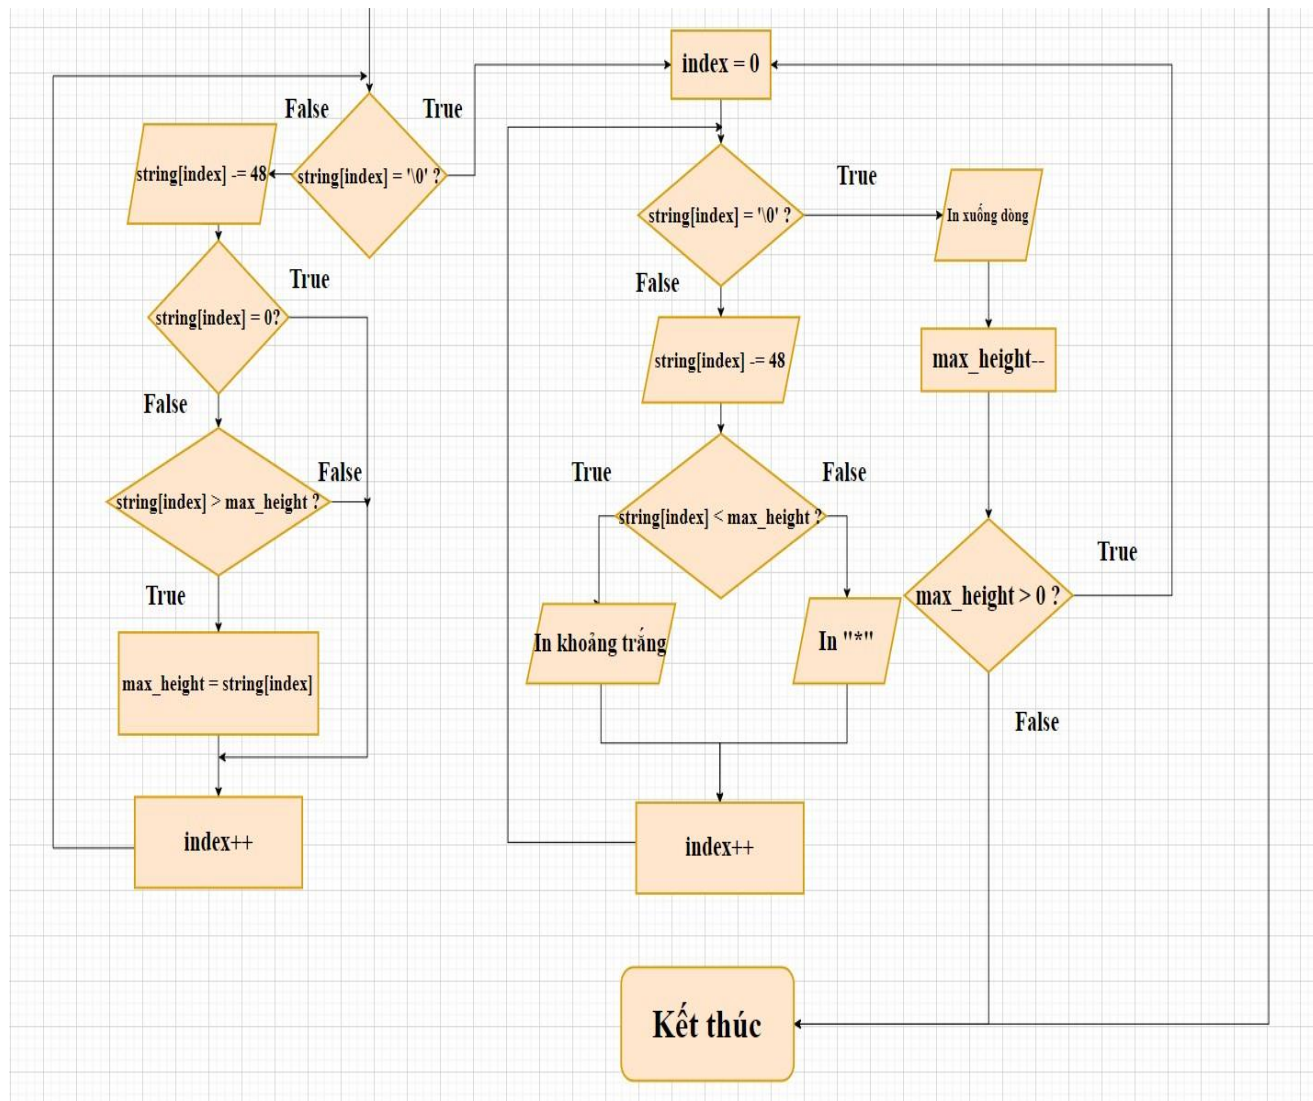 False
True
string[index] = '\0' ?
string[index] -= 48
True
string[index] = 0?
False
False
string[index] > max_height ?
True
max_height = string[index]
index++
index = 0
string[index] = '\0' ?
True
In xuống dòng
False
string[index] -= 48
max_height--
True
False
string[index] < max_height ?
In khoảng trắng
In "*"
max_height > 0 ?
True
False
index++
Kết thúc